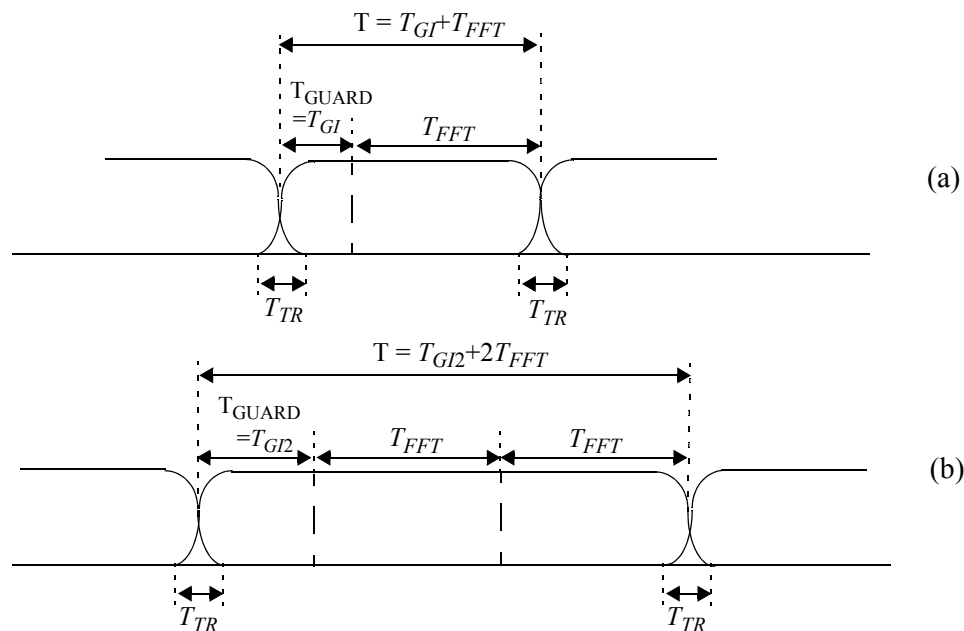 T = T_GI+T_FFT
T_GUARD
=T_GI
T_FFT
(a)
T_TR
T_TR
T = T_GI2+2T_FFT
T_GUARD
=T_GI2
T_FFT
T_FFT
(b)
T_TR
T_TR